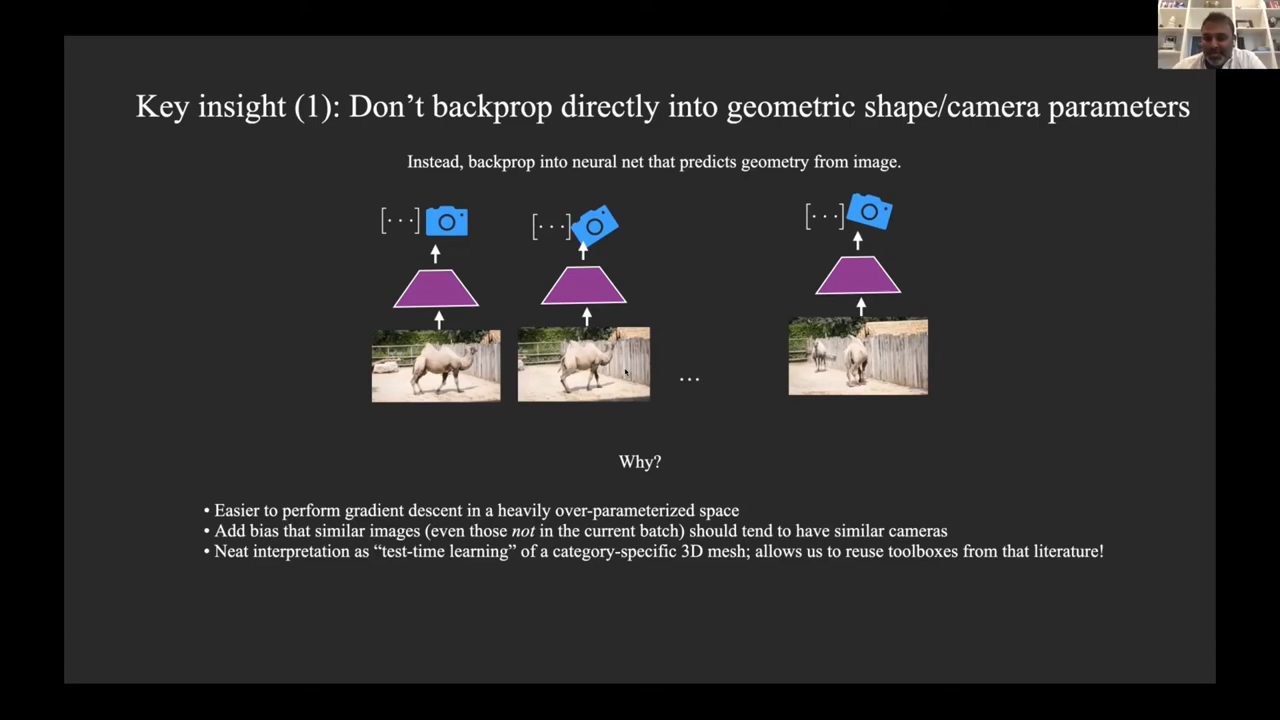 Key insight (1): Don’t backprop directly into geometric shape/camera parameters
Instead, backprop into neural net that predicts geometry from image.
[···] [···] [···]
...
Why?
• Easier to perform gradient descent in a heavily over-parameterized space
• Add bias that similar images (even those not in the current batch) should tend to have similar cameras
• Neat interpretation as “test-time learning” of a category-specific 3D mesh; allows us to reuse toolboxes from that literature!